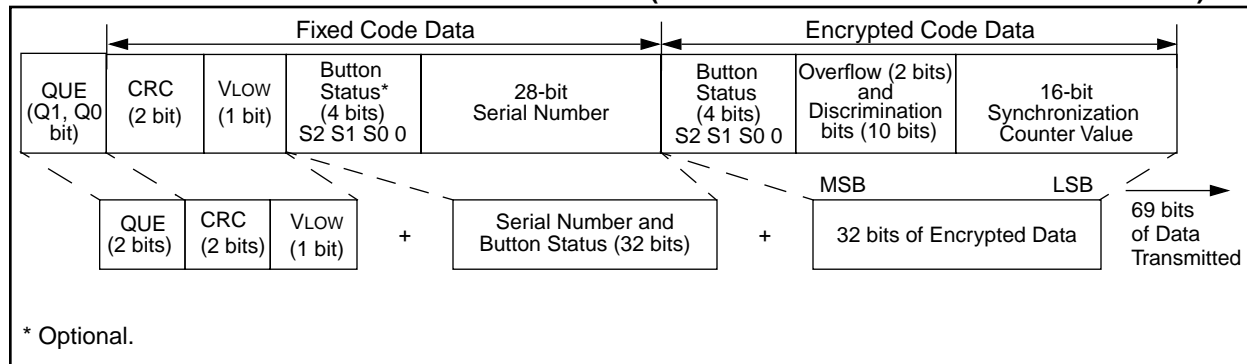 Fixed Code Data
Encrypted Code Data
QUE
(Q1, Q0
bit)
CRC
(2 bit)
VLOW
(1 bit)
Button
Status*
(4 bits)
S2 S1 S0 0
28-bit
Serial Number
Button
Status
(4 bits)
S2 S1 S0 0
Overflow (2 bits)
and
Discrimination
bits (10 bits)
16-bit
Synchronization
Counter Value
MSB
LSB
QUE
(2 bits)
CRC
(2 bits)
VLOW
(1 bit)
+
Serial Number and
Button Status (32 bits)
+
32 bits of Encrypted Data
69 bits
of Data
Transmitted
* Optional.